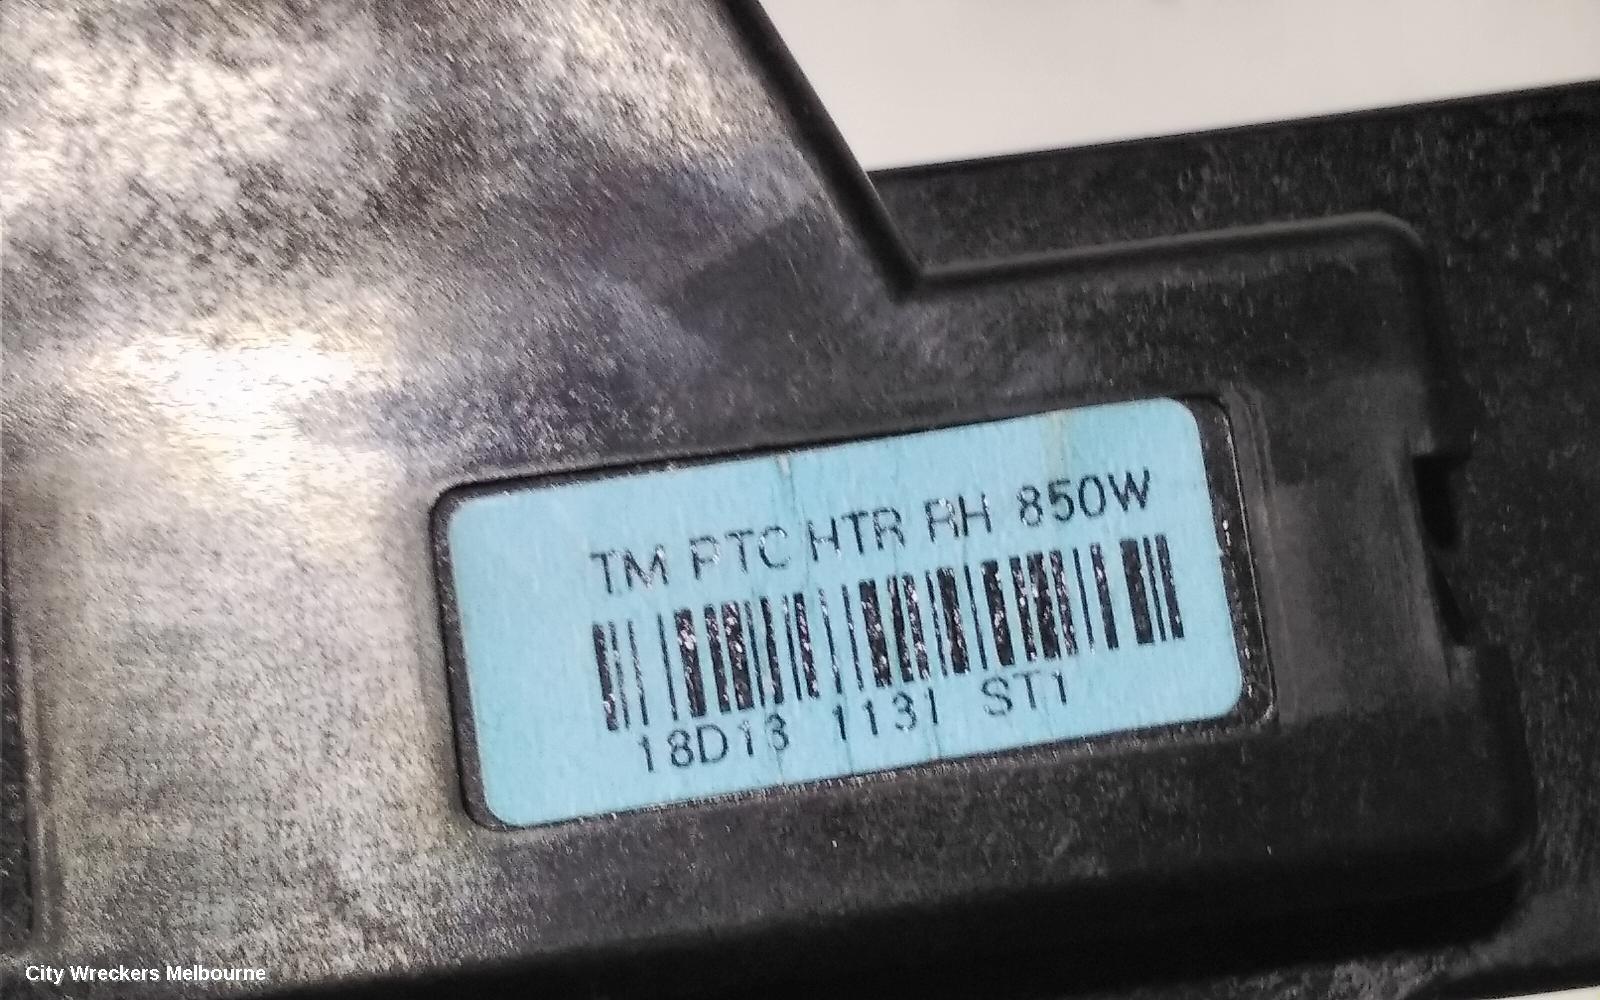 TM PTC HTR RH 850W
18D13 1131 ST1
City Wreckers Melbourne